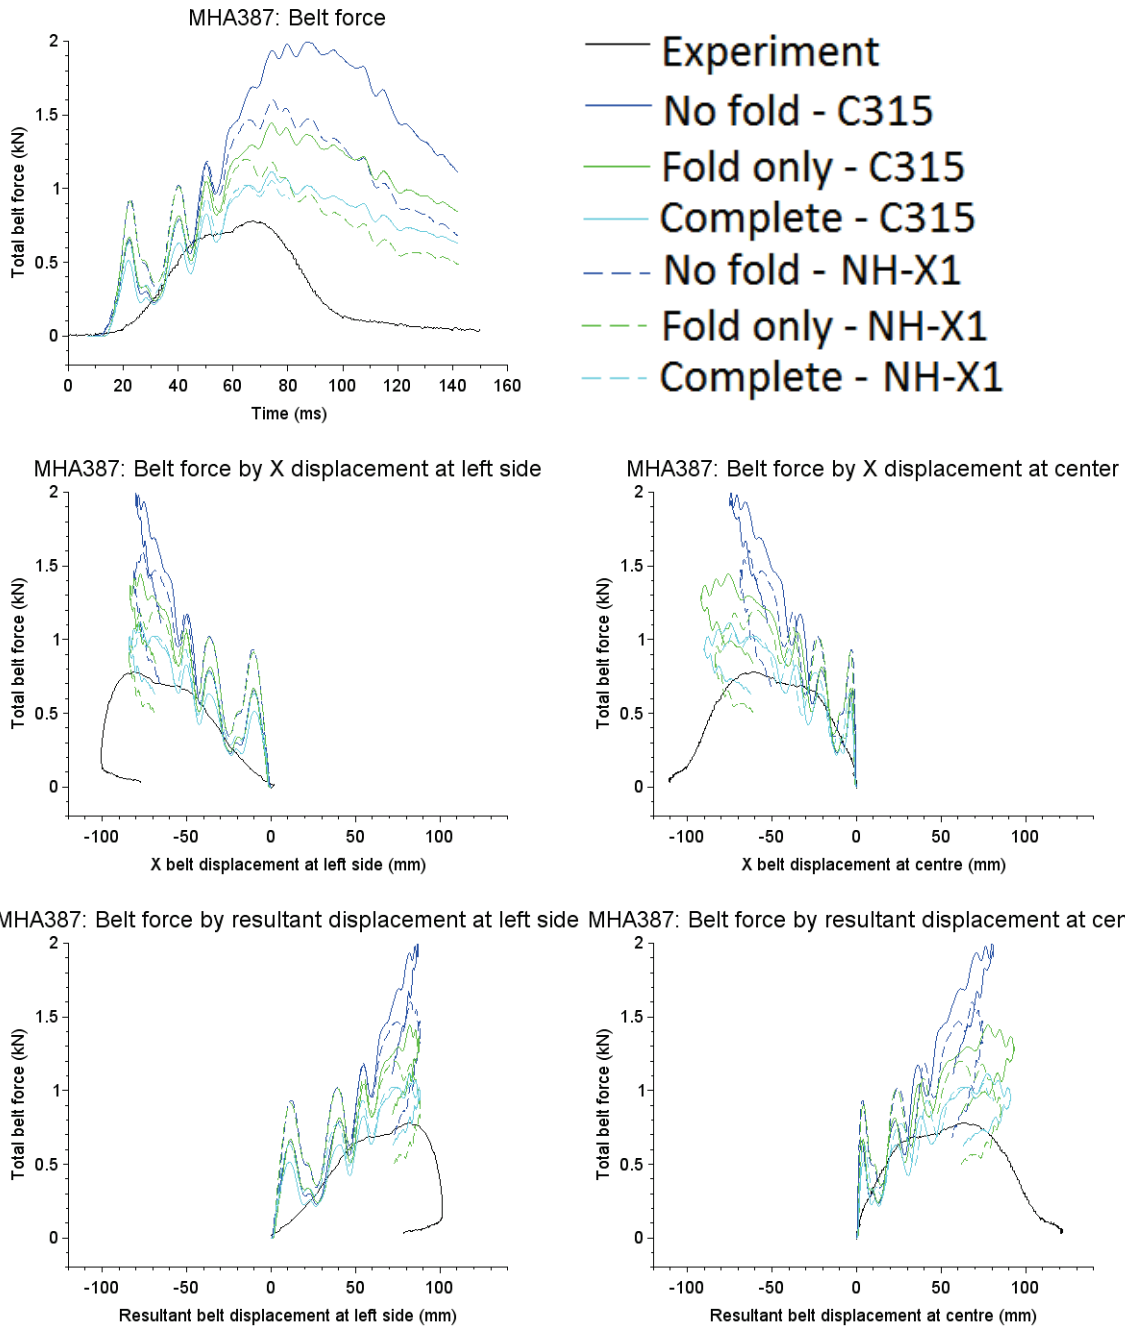 MHA387: Belt force
Total belt force (kN)
2
1.5
1
0.5
0
0 20 40 60 80 100 120 140 160
Time (ms)
Experiment
No fold - C315
Fold only - C315
Complete - C315
No fold - NH-X1
Fold only - NH-X1
Complete - NH-X1
MHA387: Belt force by X displacement at left side
Total belt force (kN)
2
1.5
1
0.5
0
-100 -50 0 50 100
X belt displacement at left side (mm)
MHA387: Belt force by X displacement at center
Total belt force (kN)
2
1.5
1
0.5
0
-100 -50 0 50 100
X belt displacement at centre (mm)
MHA387: Belt force by resultant displacement at left side
Total belt force (kN)
2
1.5
1
0.5
0
-100 -50 0 50 100
Resultant belt displacement at left side (mm)
MHA387: Belt force by resultant displacement at cen
Total belt force (kN)
2
1.5
1
0.5
0
-100 -50 0 50 100
Resultant belt displacement at centre (mm)